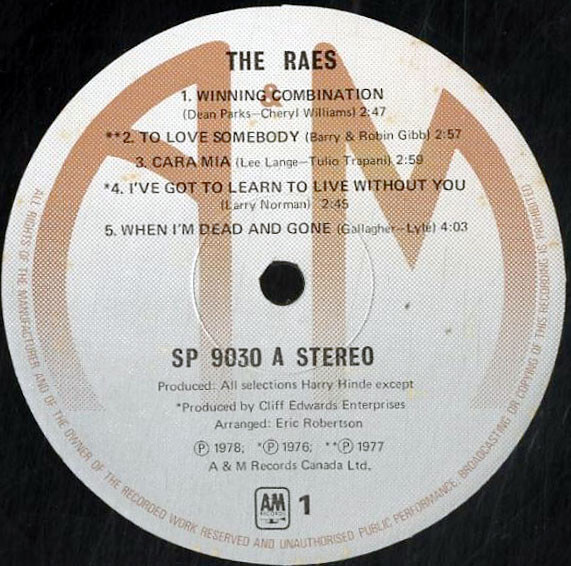 THE RAES
1. WINNING COMBINATION
(Dean Parks-Cheryl Williams) 2:47
**2. TO LOVE SOMEBODY (Barry & Robin Gibb) 2:57
3. CARA MIA (Lee Lange-Tulio Trapani) 2:59
*4. I'VE GOT TO LEARN TO LIVE WITHOUT YOU
(Larry Norman) 2:45
5. WHEN I'M DEAD AND GONE (Gallagher-Lyle) 4:03
SP 9030 A STEREO
Produced: All selections Harry Hinde except
*Produced by Cliff Edwards Enterprises
Arranged: Eric Robertson
Ⓟ 1978; *Ⓟ 1976; **Ⓟ 1977
A & M Records Canada Ltd.
AM
RECORDS
1
ALL RIGHTS OF THE MANUFACTURER AND OF THE OWNER OF THE RECORDED WORK RESERVED AND UNAUTHORISED PUBLIC PERFORMANCE, BROADCASTING OR COPYING OF THIS RECORDING IS PROHIBITED.
A&M